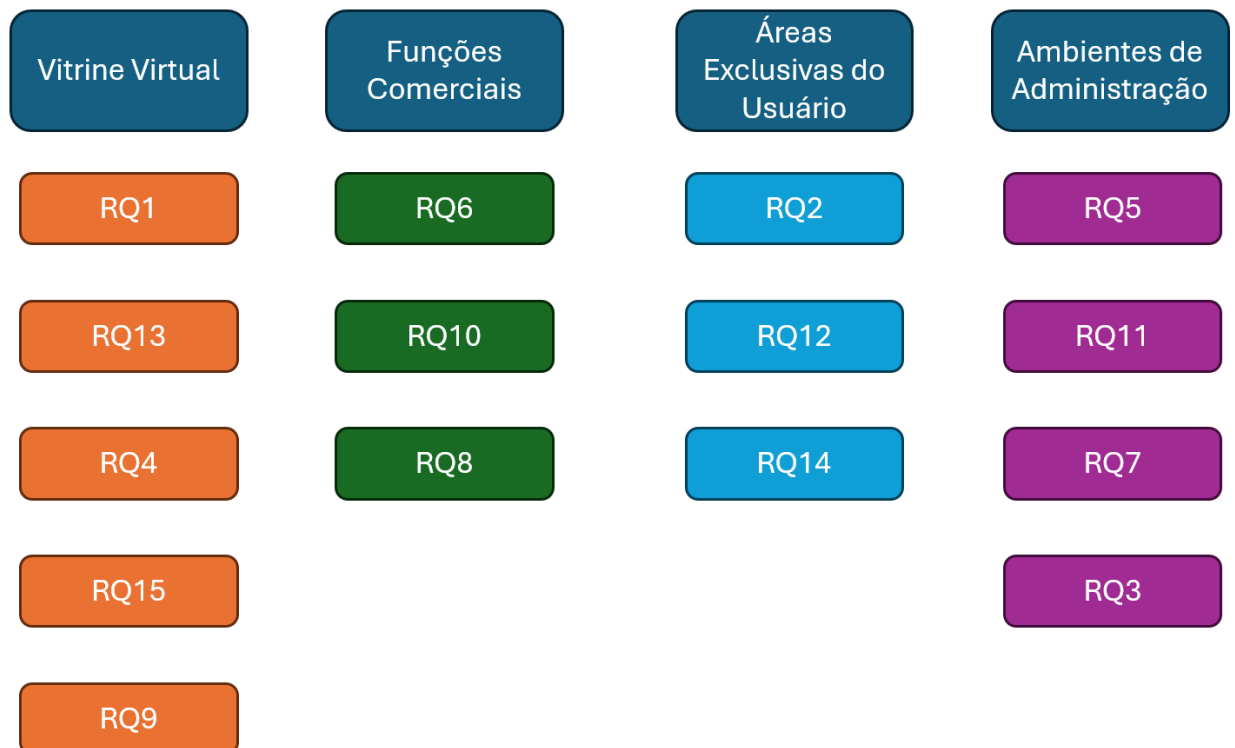 Vitrine Virtual
Funções
Comerciais
Áreas
Exclusivas do
Usuário
Ambientes de
Administração
RQ1
RQ6
RQ2
RQ5
RQ13
RQ10
RQ12
RQ11
RQ4
RQ8
RQ14
RQ7
RQ15
RQ3
RQ9